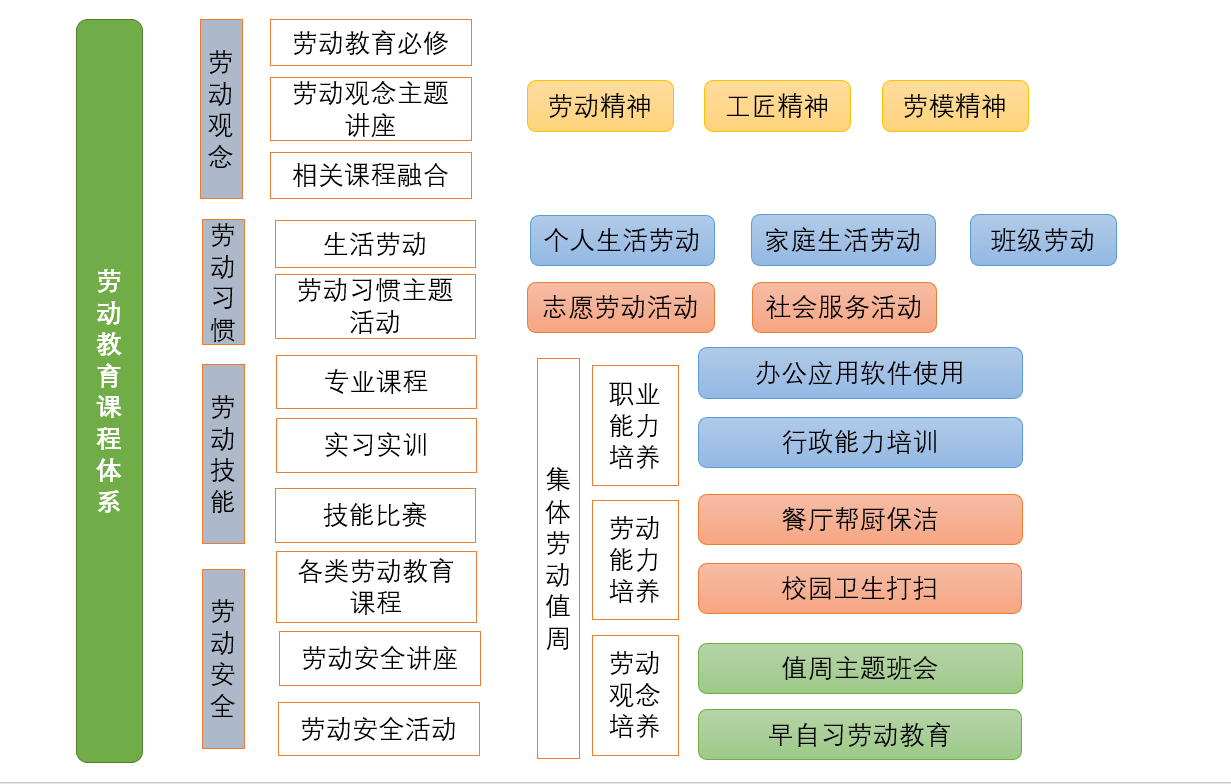 劳动教育课程体系
劳动观念
劳动教育必修
劳动观念主题
讲座
相关课程融合
劳动精神
工匠精神
劳模精神
劳动习惯
生活劳动
劳动习惯主题
活动
个人生活劳动
家庭生活劳动
班级劳动
志愿劳动活动
社会服务活动
劳动技能
专业课程
实习实训
技能比赛
劳动安全
各类劳动教育
课程
劳动安全讲座
劳动安全活动
集体劳动值周
职业
能力
培养
办公应用软件使用
行政能力培训
劳动
能力
培养
餐厅帮厨保洁
校园卫生打扫
劳动
观念
培养
值周主题班会
早自习劳动教育